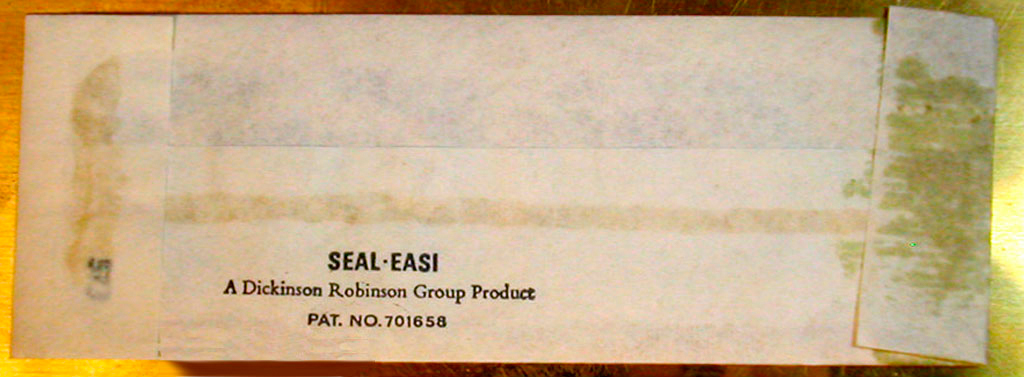 SEAL·EASI
A Dickinson Robinson Group Product
PAT. NO. 701658